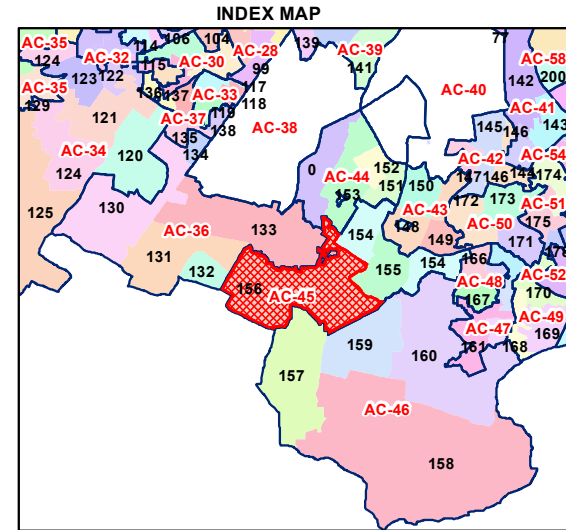 INDEX MAP
AC-35 106 104 AC-28 139 AC-39 77 AC-58
124 AC-32 114 AC-30 99 141 142 200
AC-35 123 122 115 117 AC-40
129 136 137 AC-33 118 AC-41
121 AC-37 119 138 AC-38 145 146 143
AC-34 120 135 134 0 AC-44 152 AC-42 AC-54
124 153 151 150 147 146 144 174
125 130 172 173 AC-51
AC-36 133 154 148 AC-43 AC-50 175
131 149 171
132 155 154 166 AC-52
156 AC-48 170
AC-45 167 AC-49
159 160 AC-47 169
161 168
157
AC-46
158